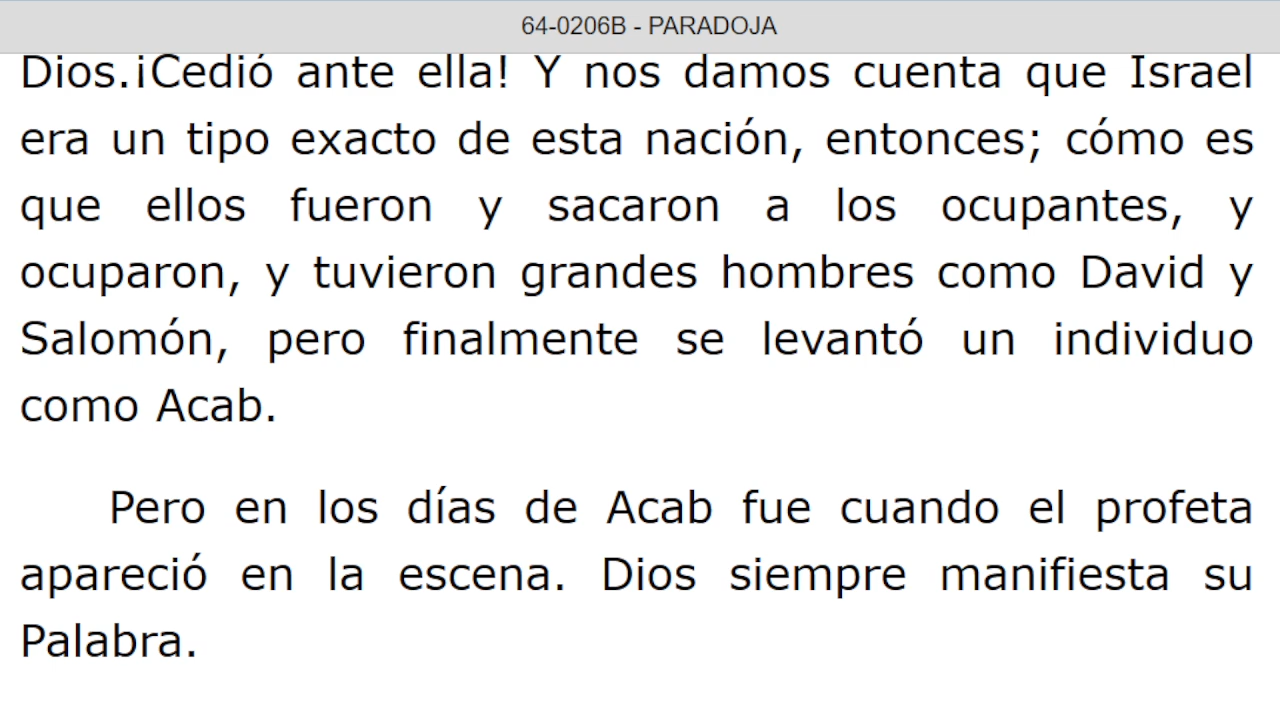 64-0206B - PARADOJA
Dios.¡Cedió ante ella! Y nos damos cuenta que Israel
era un tipo exacto de esta nación, entonces; cómo es
que ellos fueron y sacaron a los ocupantes, y
ocuparon, y tuvieron grandes hombres como David y
Salomón, pero finalmente se levantó un individuo
como Acab.
Pero en los días de Acab fue cuando el profeta
apareció en la escena. Dios siempre manifiesta su
Palabra.